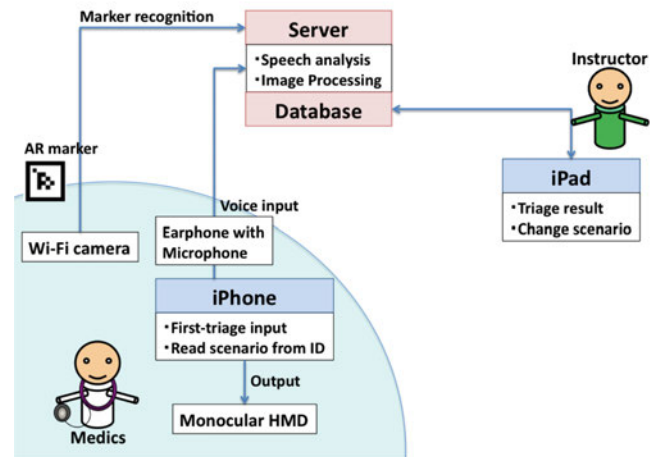 Marker recognition
Server
・Speech analysis
・Image Processing
Database
Instructor
AR marker
iPad
・Triage result
・Change scenario
Voice input
Wi-Fi camera
Earphone with
Microphone
iPhone
・First-triage input
・Read scenario from ID
Output
Monocular HMD
Medics